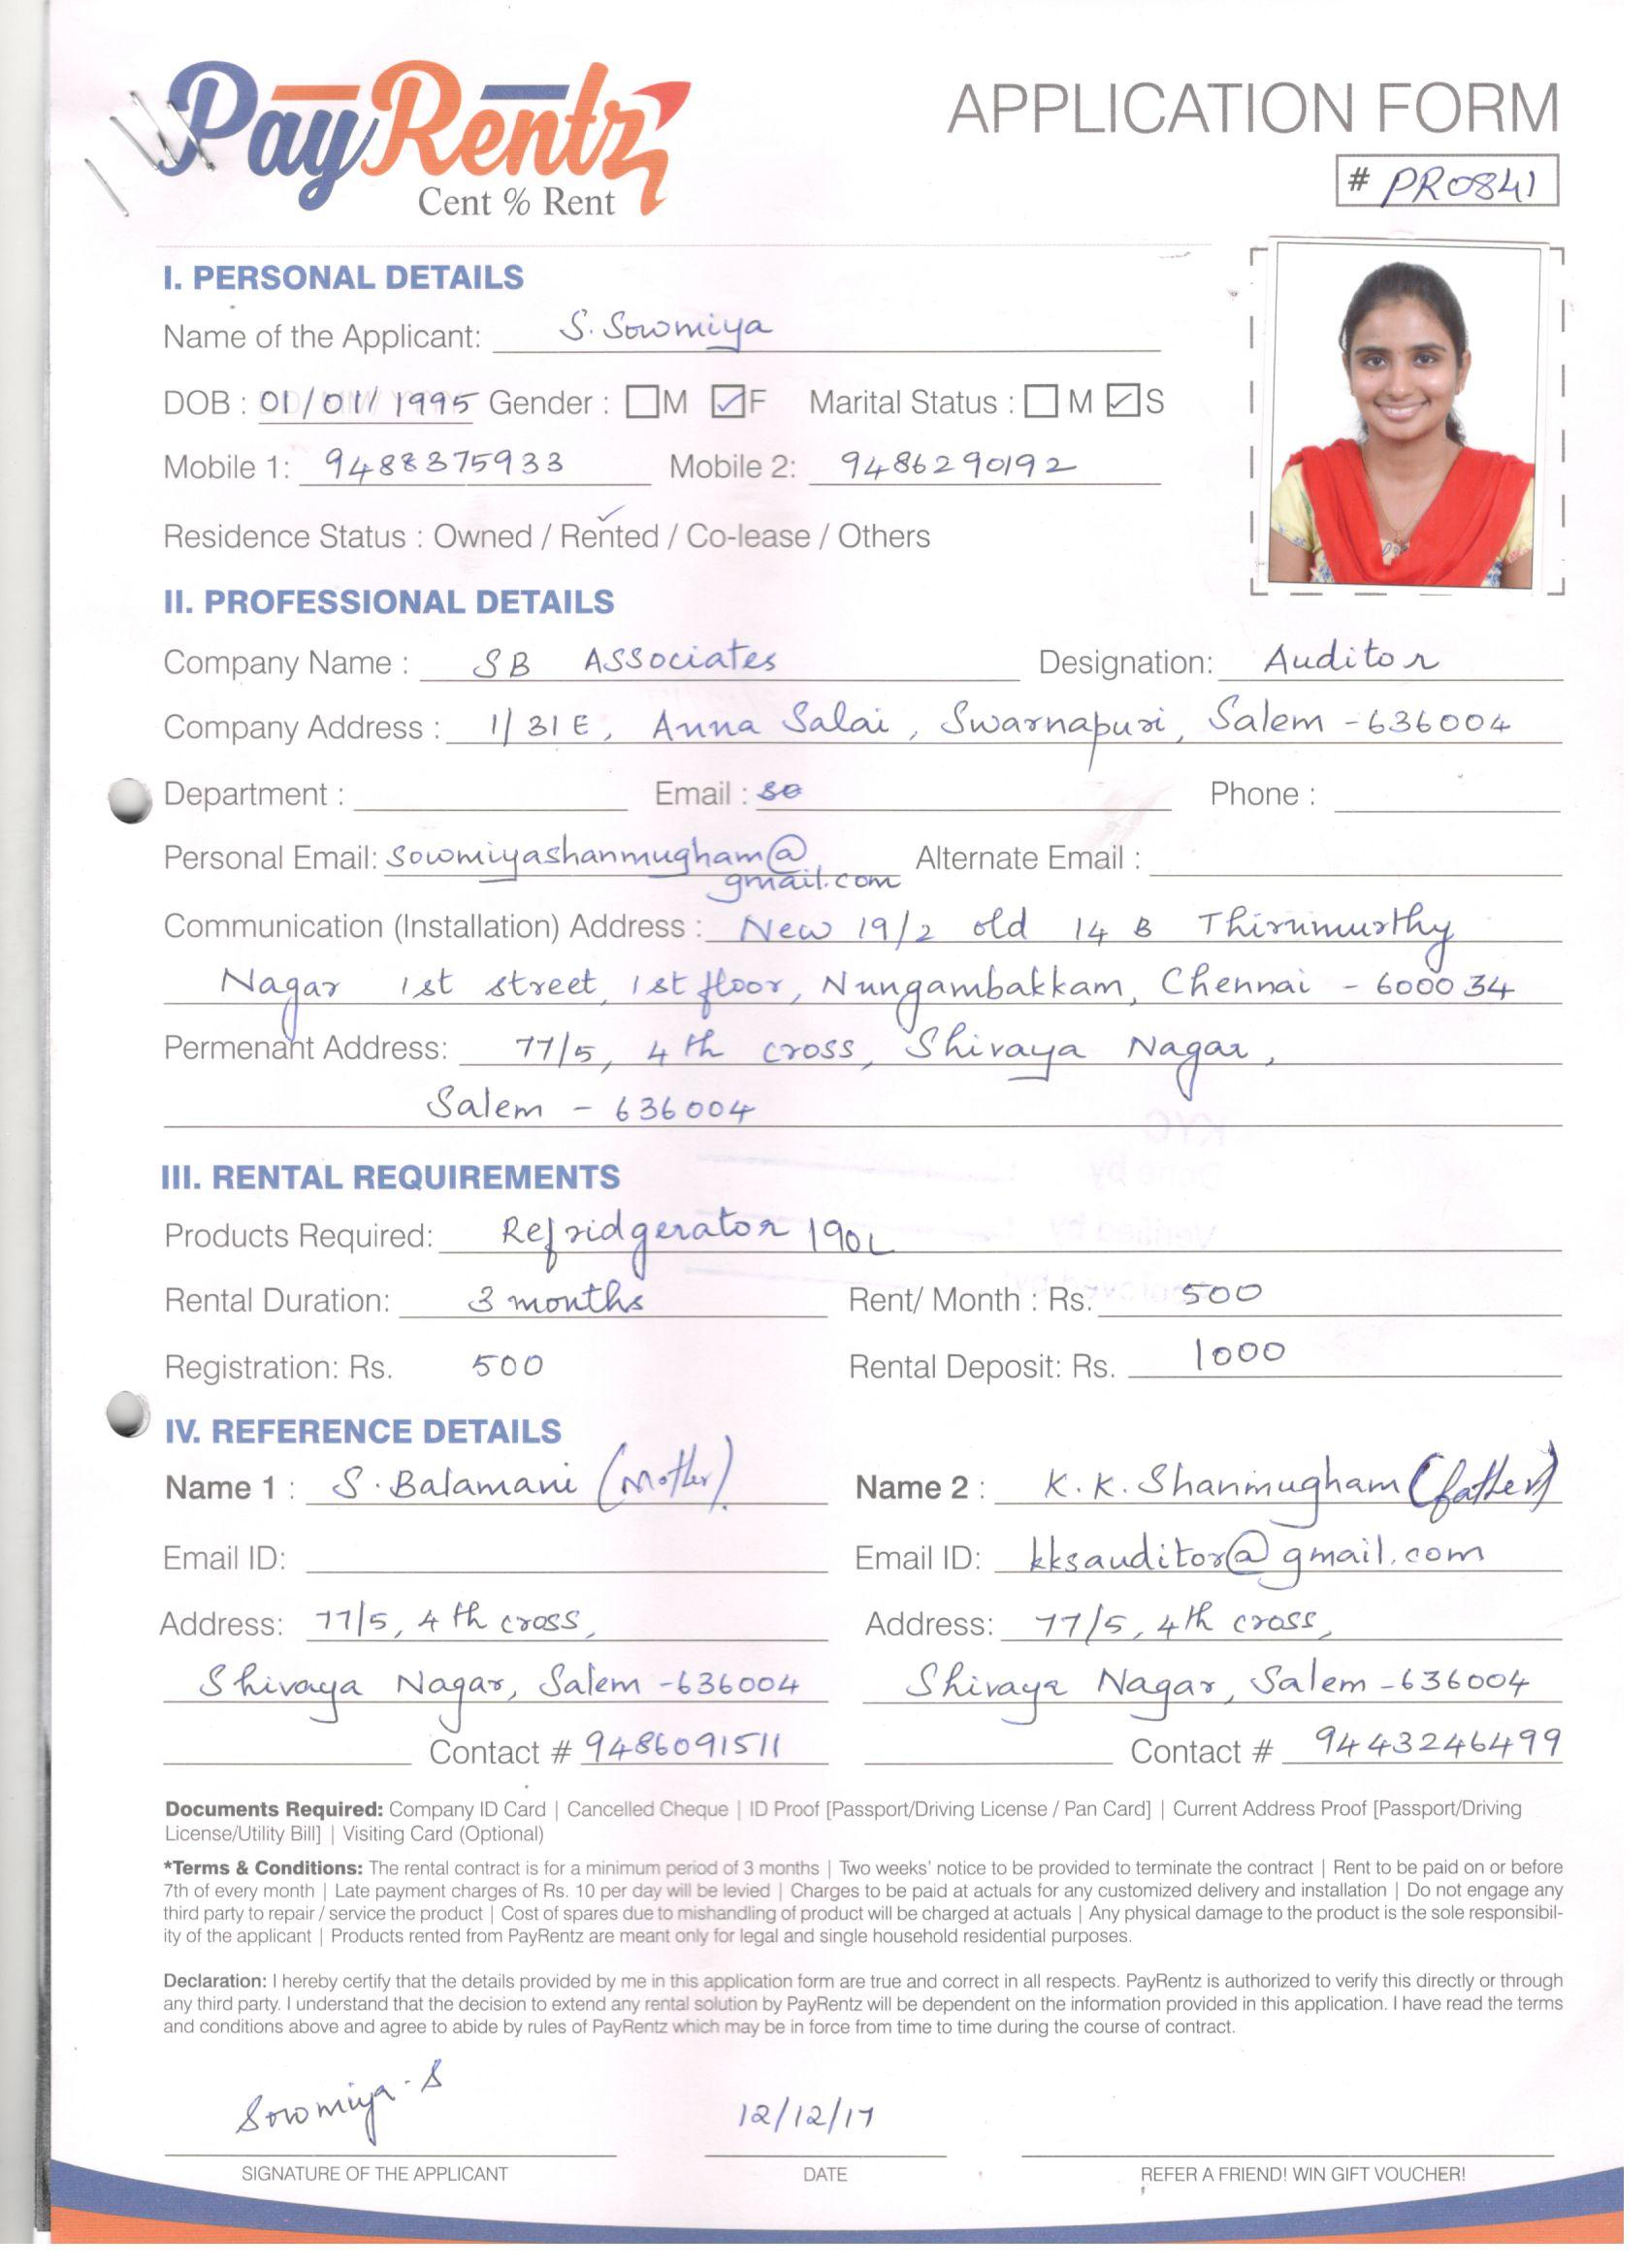 PayRentz
Cent % Rent
APPLICATION FORM
# PR0841
I. PERSONAL DETAILS
Name of the Applicant: S. Sowmiya
DOB : 01/01/1995 Gender : M ✓F Marital Status : M ✓S
Mobile 1: 9488375933 Mobile 2: 9486290192
Residence Status : Owned / Rented / Co-lease / Others
II. PROFESSIONAL DETAILS
Company Name : SB ASSociates Designation: Auditor
Company Address : 1/31E, Anna Salai, Swarnapuri, Salem - 636004
Department : Email : so Phone :
Personal Email: sowmiyashanmugham@
gmail.com Alternate Email :
Communication (Installation) Address : New 19/2 old 14 B Thirumurthy
Nagar 1st street, 1st floor, Nungambakkam, Chennai - 600034
Permenant Address: 77/5, 4th cross, Shivaya Nagar,
Salem - 636004
III. RENTAL REQUIREMENTS
Products Required: Refridgerator 190L
Rental Duration: 3 months Rent/ Month : Rs. 500
Registration: Rs. 500 Rental Deposit: Rs. 1000
IV. REFERENCE DETAILS
Name 1 : S. Balamani (Mother). Name 2 : K.K. Shanmugham (father)
Email ID: Email ID: kksauditor@gmail.com
Address: 77/5, 4th cross, Address: 77/5, 4th cross,
Shivaya Nagar, Salem - 636004 Shivaya Nagar, Salem - 636004
Contact # 9486091511 Contact # 9443246499
Documents Required: Company ID Card | Cancelled Cheque | ID Proof [Passport/Driving License / Pan Card] | Current Address Proof [Passport/Driving
License/Utility Bill] | Visiting Card (Optional)
*Terms & Conditions: The rental contract is for a minimum period of 3 months | Two weeks' notice to be provided to terminate the contract | Rent to be paid on or before
7th of every month | Late payment charges of Rs. 10 per day will be levied | Charges to be paid at actuals for any customized delivery and installation | Do not engage any
third party to repair / service the product | Cost of spares due to mishandling of product will be charged at actuals | Any physical damage to the product is the sole responsibil-
ity of the applicant | Products rented from PayRentz are meant only for legal and single household residential purposes.
Declaration: I hereby certify that the details provided by me in this application form are true and correct in all respects. PayRentz is authorized to verify this directly or through
any third party. I understand that the decision to extend any rental solution by PayRentz will be dependent on the information provided in this application. I have read the terms
and conditions above and agree to abide by rules of PayRentz which may be in force from time to time during the course of contract.
Sowmiya - S 12/12/17
SIGNATURE OF THE APPLICANT DATE REFER A FRIEND! WIN GIFT VOUCHER!